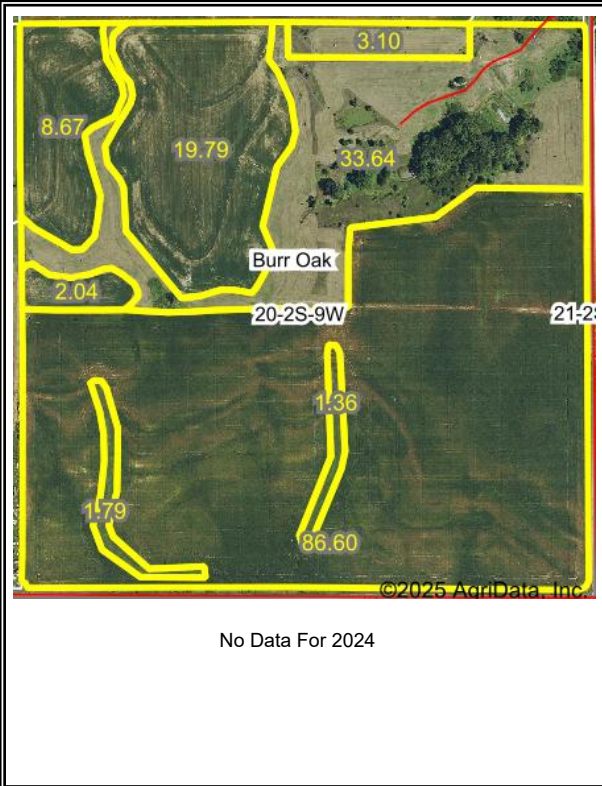 3.10
8.67
19.79
33.64
Burr Oak
2.04
20-2S-9W
21-2S
1.36
1.79
86.60
©2025 AgriData, Inc.
No Data For 2024